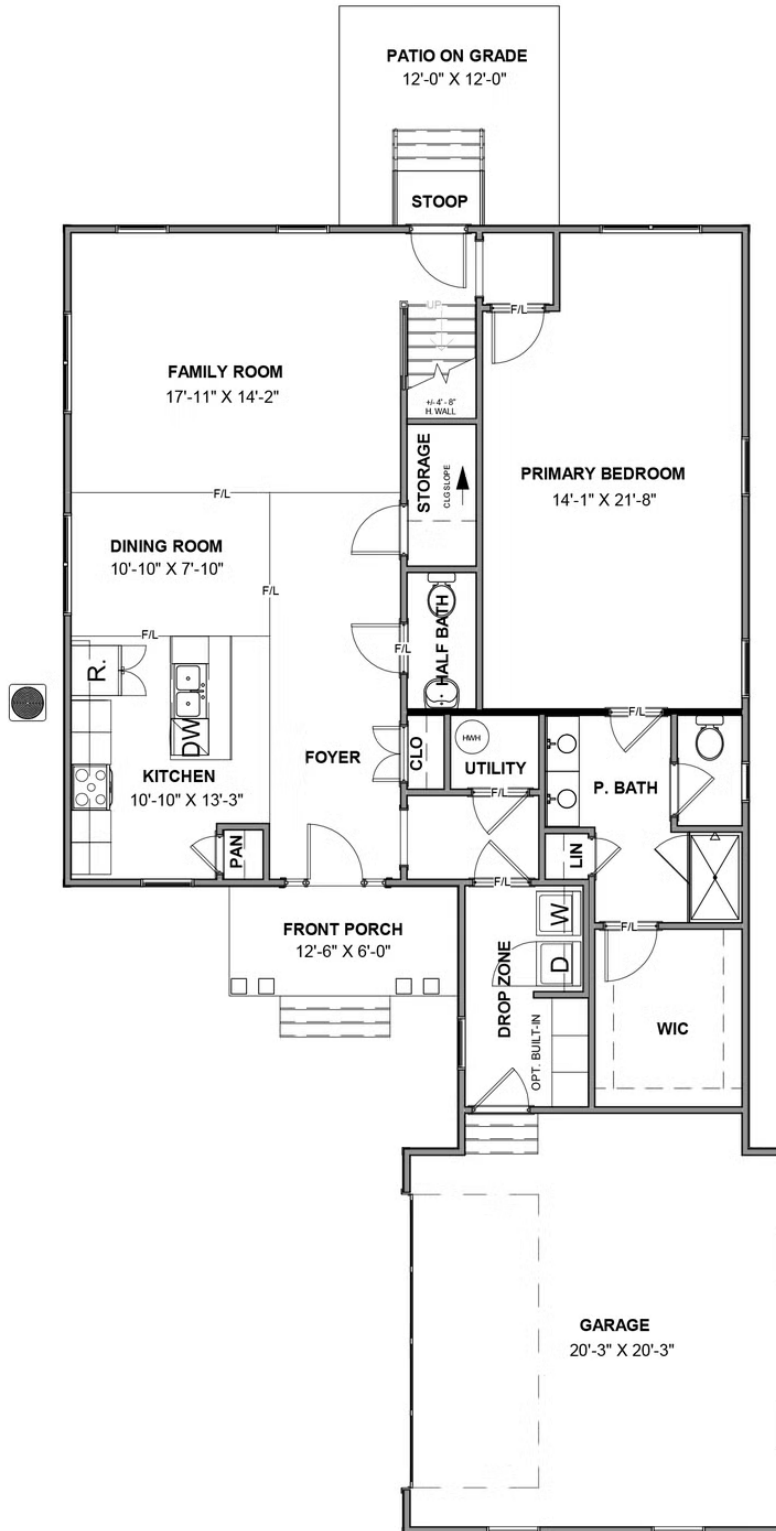 PATIO ON GRADE
12'-0" X 12'-0"
STOOP
F/L
UP
FAMILY ROOM
17'-11" X 14'-2"
+/- 4' - 8"
H. WALL
STORAGE
CLG SLOPE
PRIMARY BEDROOM
14'-1" X 21'-8"
F/L
DINING ROOM
10'-10" X 7'-10"
F/L
F/L
HALF BATH
F/L
R.
DW
F/L
FOYER
CLO
HWH
UTILITY
F/L
P. BATH
KITCHEN
10'-10" X 13'-3"
PAN
LIN
F/L
FRONT PORCH
12'-6" X 6'-0"
W
D
DROP ZONE
OPT. BUILT-IN
F/L
WIC
GARAGE
20'-3" X 20'-3"